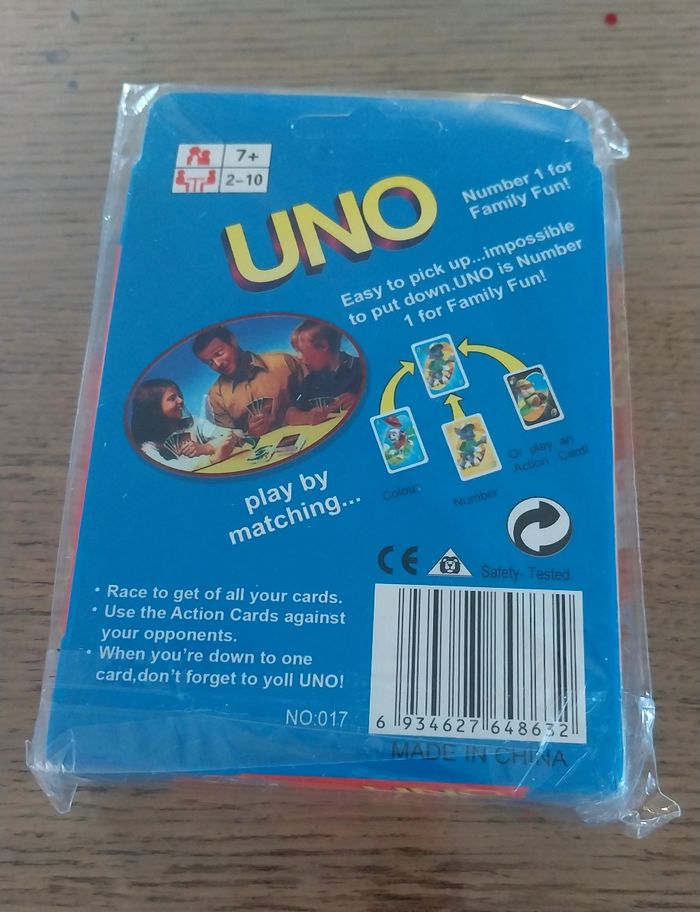 7+
2-10
UNO
Number 1 for
Family Fun!
Easy to pick up...impossible
to put down.UNO is Number
1 for Family Fun!
play by
matching...
Colour
Number
Or play an
Action Card!
CE
Safety- Tested.
• Race to get of all your cards.
• Use the Action Cards against
your opponents.
• When you're down to one
card,don't forget to yoll UNO!
NO:017
6 934627 648632
MADE IN CHINA
UNO